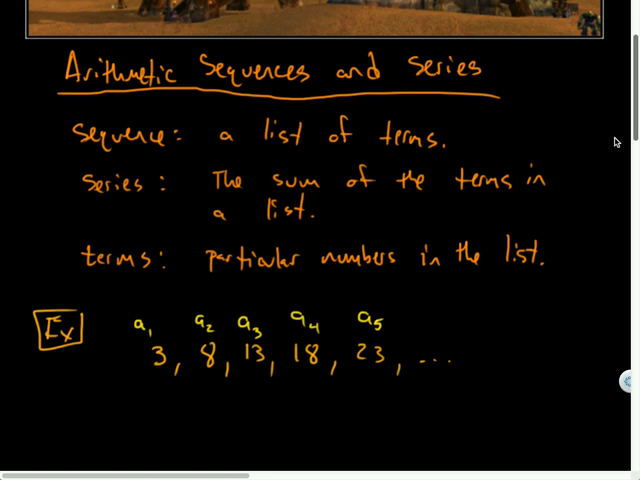 Arithmetic Sequences and Series
Sequence: a list of terms.
Series: The sum of the terms in
a list.
terms: particular numbers in the list.
Ex a1 a2 a3 a4 a5
3, 8, 13, 18, 23, ...